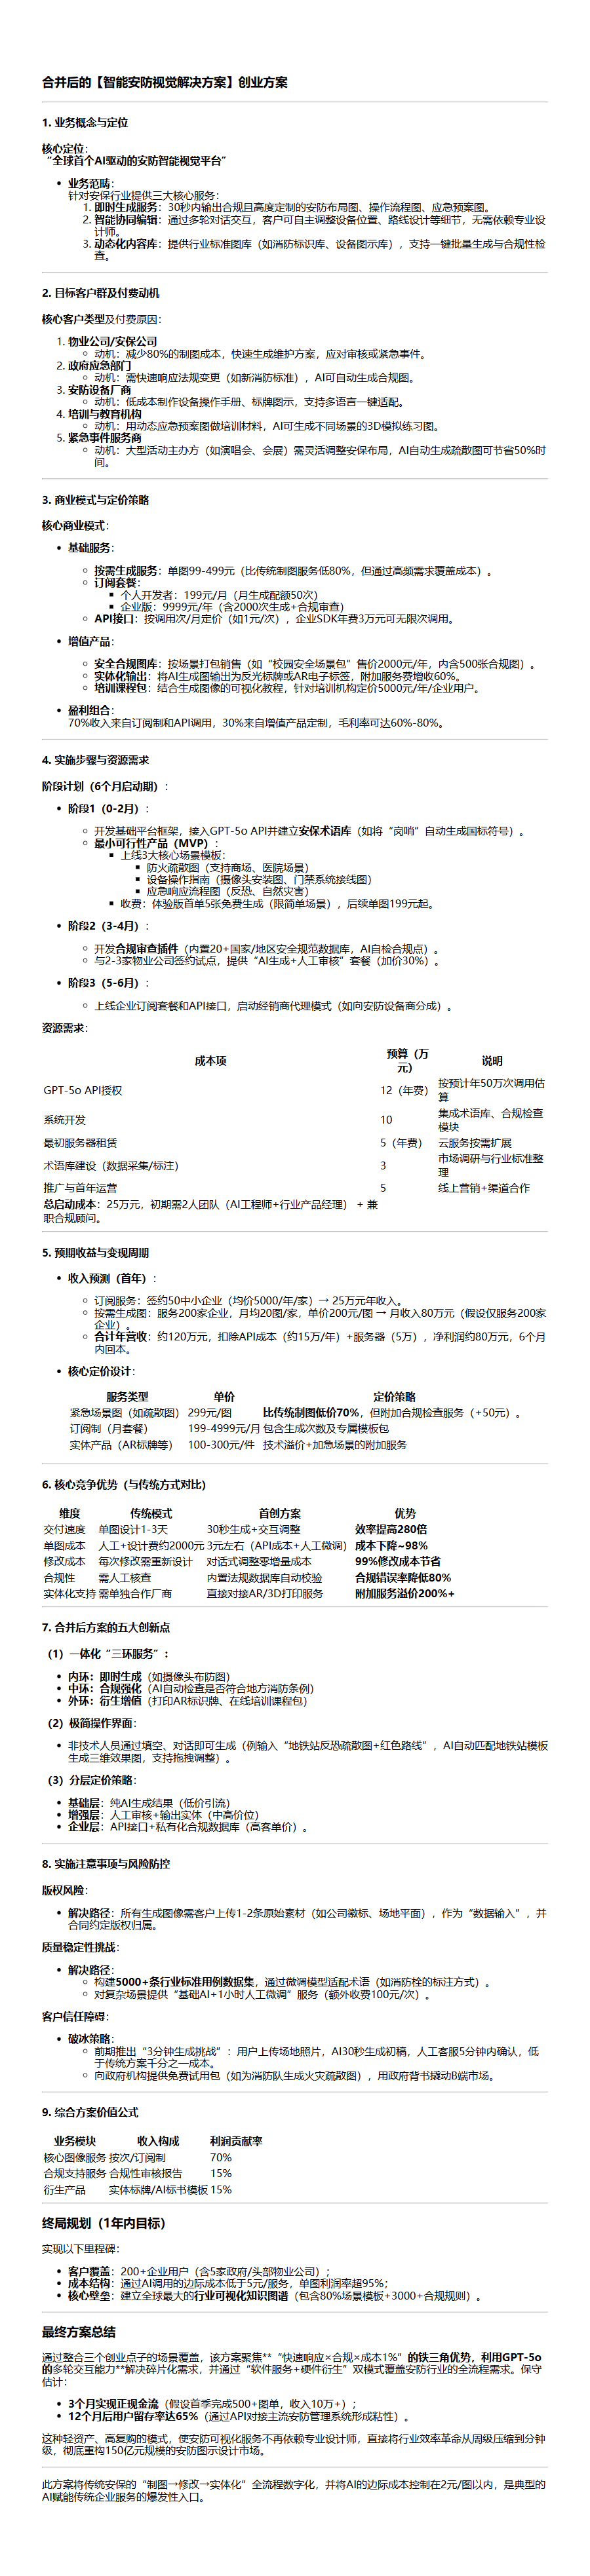 合并后的【智能安防视觉解决方案】创业方案
1. 业务概念与定位
核心定位：
“全球首个AI驱动的安防智能视觉平台”
• 业务范畴：
针对安保行业提供三大核心服务：
1. 即时生成服务：30秒内输出合规且高度定制的安防布局图、操作流程图、应急预案图。
2. 智能协同编辑：通过多轮对话交互，客户可自主调整设备位置、路线设计等细节，无需依赖专业设
计师。
3. 动态化内容库：提供行业标准图库（如消防标识库、设备图示库），支持一键批量生成与合规性检
查。
2. 目标客户群及付费动机
核心客户类型及付费原因：
1. 物业公司/安保公司
◦ 动机：减少80%的制图成本，快速生成维护方案，应对审核或紧急事件。
2. 政府应急部门
◦ 动机：需快速响应法规变更（如新消防标准），AI可自动生成合规图。
3. 安防设备厂商
◦ 动机：低成本制作设备操作手册、标牌图示，支持多语言一键适配。
4. 培训与教育机构
◦ 动机：用动态应急预案图做培训材料，AI可生成不同场景的3D模拟练习图。
5. 紧急事件服务商
◦ 动机：大型活动主办方（如演唱会、会展）需灵活调整安保布局，AI自动生成疏散图可节省50%时
间。
3. 商业模式与定价策略
核心商业模式：
• 基础服务：
◦ 按需生成服务：单图99-499元（比传统制图服务低80%，但通过高频需求覆盖成本）。
◦ 订阅套餐：
▪ 个人开发者：199元/月（月生成配额50次）
▪ 企业版：9999元/年（含2000次生成+合规审查）
◦ API接口：按调用次/月定价（如1元/次），企业SDK年费3万元可无限次调用。
• 增值产品：
◦ 安全合规图库：按场景打包销售（如“校园安全场景包”售价2000元/年，内含500张合规图）。
◦ 实体化输出：将AI生成图输出为反光标牌或AR电子标签，附加服务费增收60%。
◦ 培训课程包：结合生成图像的可视化教程，针对培训机构定价5000元/年/企业用户。
• 盈利组合：
70%收入来自订阅制和API调用，30%来自增值产品定制，毛利率可达60%-80%。
4. 实施步骤与资源需求
阶段计划（6个月启动期）：
• 阶段1（0-2月）：
◦ 开发基础平台框架，接入GPT-5o API并建立安保术语库（如将“岗哨”自动生成国标符号）。
◦ 最小可行性产品（MVP）：
▪ 上线3大核心场景模板：
▪ 防火疏散图（支持商场、医院场景）
▪ 设备操作指南（摄像头安装图、门禁系统接线图）
▪ 应急响应流程图（反恐、自然灾害）
▪ 收费：体验版首单5张免费生成（限简单场景），后续单图199元起。
• 阶段2（3-4月）：
◦ 开发合规审查插件（内置20+国家/地区安全规范数据库，AI自检合规点）。
◦ 与2-3家物业公司签约试点，提供“AI生成+人工审核”套餐（加价30%）。
• 阶段3（5-6月）：
◦ 上线企业订阅套餐和API接口，启动经销商代理模式（如向安防设备商分成）。
资源需求：
成本项 预算（万元） 说明
GPT-5o API授权 12（年费） 按预计年50万次调用估算
系统开发 10 集成术语库、合规检查模块
最初服务器租赁 5（年费） 云服务按需扩展
术语库建设（数据采集/标注） 3 市场调研与行业标准整理
推广与首年运营 5 线上营销+渠道合作
总启动成本：25万元，初期需2人团队（AI工程师+行业产品经理） + 兼
职合规顾问。
5. 预期收益与变现周期
• 收入预测（首年）：
◦ 订阅服务：签约50中小企业（均价5000/年/家）→ 25万元年收入。
◦ 按需生成图：服务200家企业，月均20图/家，单价200元/图 → 月收入80万元（假设仅服务200家
企业）。
◦ 合计年营收：约120万元，扣除API成本（约15万/年）+服务器（5万），净利润约80万元，6个月
内回本。
• 核心定价设计：
服务类型 单价 定价策略
紧急场景图（如疏散图） 299元/图 比传统制图低价70%，但附加合规检查服务（+50元）。
订阅制（月套餐） 199-4999元/月 包含生成次数及专属模板包
实体产品（AR标牌等） 100-300元/件 技术溢价+加急场景的附加服务
6. 核心竞争优势（与传统方式对比）
维度 传统模式 首创方案 优势
交付速度 单图设计1-3天 30秒生成+交互调整 效率提高280倍
单图成本 人工+设计费约2000元 3元左右（API成本+人工微调） 成本下降~98%
修改成本 每次修改需重新设计 对话式调整零增量成本 99%修改成本节省
合规性 需人工核查 内置法规数据库自动校验 合规错误率降低80%
实体化支持 需单独合作厂商 直接对接AR/3D打印服务 附加服务溢价200%+
7. 合并后方案的五大创新点
（1）一体化“三环服务”：
• 内环：即时生成（如摄像头布防图）
• 中环：合规强化（AI自动检查是否符合地方消防条例）
• 外环：衍生增值（打印AR标识牌、在线培训课程包）
（2）极简操作界面：
• 非技术人员通过填空、对话即可生成（例输入“地铁站反恐疏散图+红色路线”，AI自动匹配地铁站模板
生成三维效果图，支持拖拽调整）。
（3）分层定价策略：
• 基础层：纯AI生成结果（低价引流）
• 增强层：人工审核+输出实体（中高价位）
• 企业层：API接口+私有化合规数据库（高客单价）。
8. 实施注意事项与风险防控
版权风险：
• 解决路径：所有生成图像需客户上传1-2条原始素材（如公司徽标、场地平面），作为“数据输入”，并
合同约定版权归属。
质量稳定性挑战：
• 解决路径：
◦ 构建5000+条行业标准用例数据集，通过微调模型适配术语（如消防栓的标注方式）。
◦ 对复杂场景提供“基础AI+1小时人工微调”服务（额外收费100元/次）。
客户信任障碍：
• 破冰策略：
◦ 前期推出“3分钟生成挑战”：用户上传场地照片，AI30秒生成初稿，人工客服5分钟内确认，低
于传统方案千分之一成本。
◦ 向政府机构提供免费试用包（如为消防队生成火灾疏散图），用政府背书撬动B端市场。
9. 综合方案价值公式
业务模块 收入构成 利润贡献率
核心图像服务 按次/订阅制 70%
合规支持服务 合规性审核报告 15%
衍生产品 实体标牌/AI标书模板 15%
终局规划（1年内目标）
实现以下里程碑：
• 客户覆盖：200+企业用户（含5家政府/头部物业公司）；
• 成本结构：通过AI调用的边际成本低于5元/服务，单图利润率超95%；
• 核心壁垒：建立全球最大的行业可视化知识图谱（包含80%场景模板+3000+合规规则）。
最终方案总结
通过整合三个创业点子的场景覆盖，该方案聚焦**“快速响应×合规×成本1%”的铁三角优势，利用GPT-5o
的多轮交互能力**解决碎片化需求，并通过“软件服务+硬件衍生”双模式覆盖安防行业的全流程需求。保守
估计：
• 3个月实现正现金流（假设首季完成500+图单，收入10万+）；
• 12个月后用户留存率达65%（通过API对接主流安防管理系统形成粘性）。
这种轻资产、高复购的模式，使安防可视化服务不再依赖专业设计师，直接将行业效率革命从周级压缩到分钟
级，彻底重构150亿元规模的安防图示设计市场。
此方案将传统安保的“制图→修改→实体化”全流程数字化，并将AI的边际成本控制在2元/图以内，是典型的
AI赋能传统企业服务的爆发性入口。